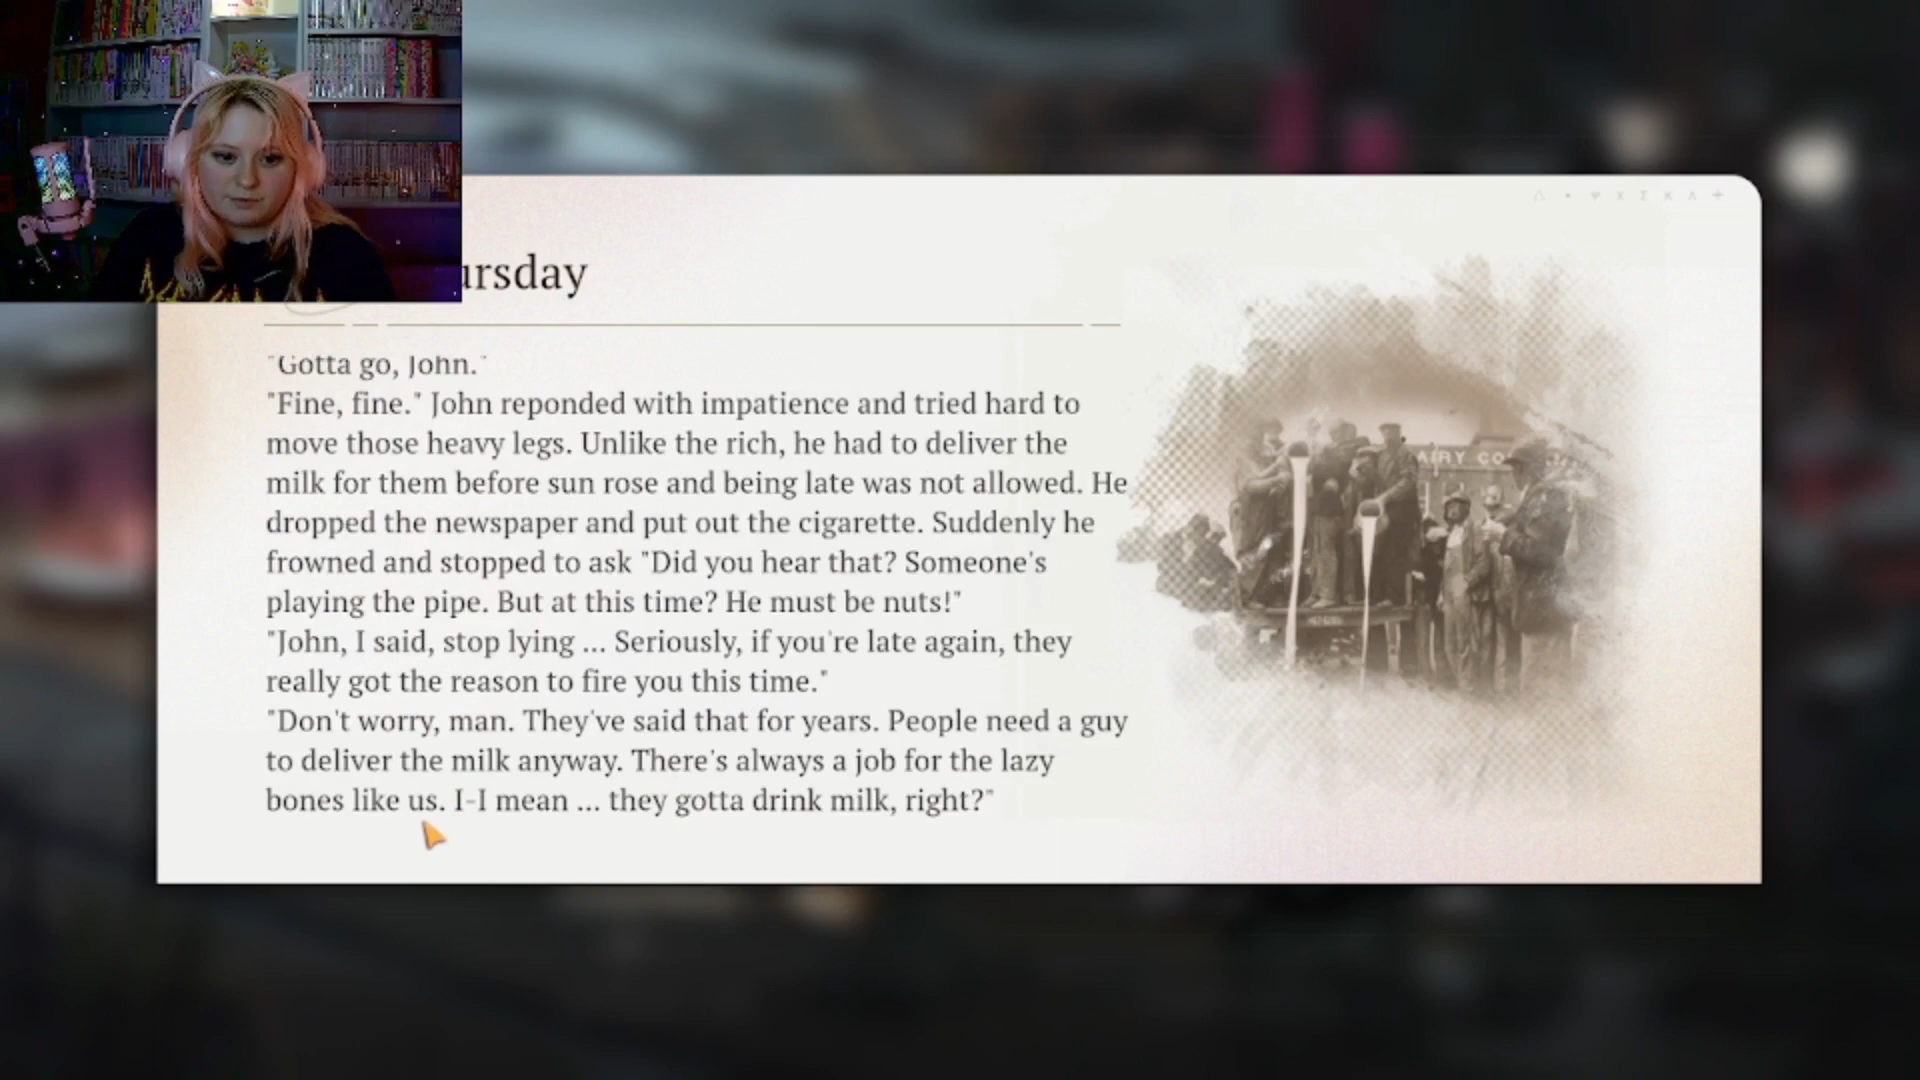 ursday
"Gotta go, John."
"Fine, fine." John reponded with impatience and tried hard to
move those heavy legs. Unlike the rich, he had to deliver the
milk for them before sun rose and being late was not allowed. He
dropped the newspaper and put out the cigarette. Suddenly he
frowned and stopped to ask "Did you hear that? Someone's
playing the pipe. But at this time? He must be nuts!"
"John, I said, stop lying ... Seriously, if you're late again, they
really got the reason to fire you this time."
"Don't worry, man. They've said that for years. People need a guy
to deliver the milk anyway. There's always a job for the lazy
bones like us. I-I mean ... they gotta drink milk, right?"
AIRY CO